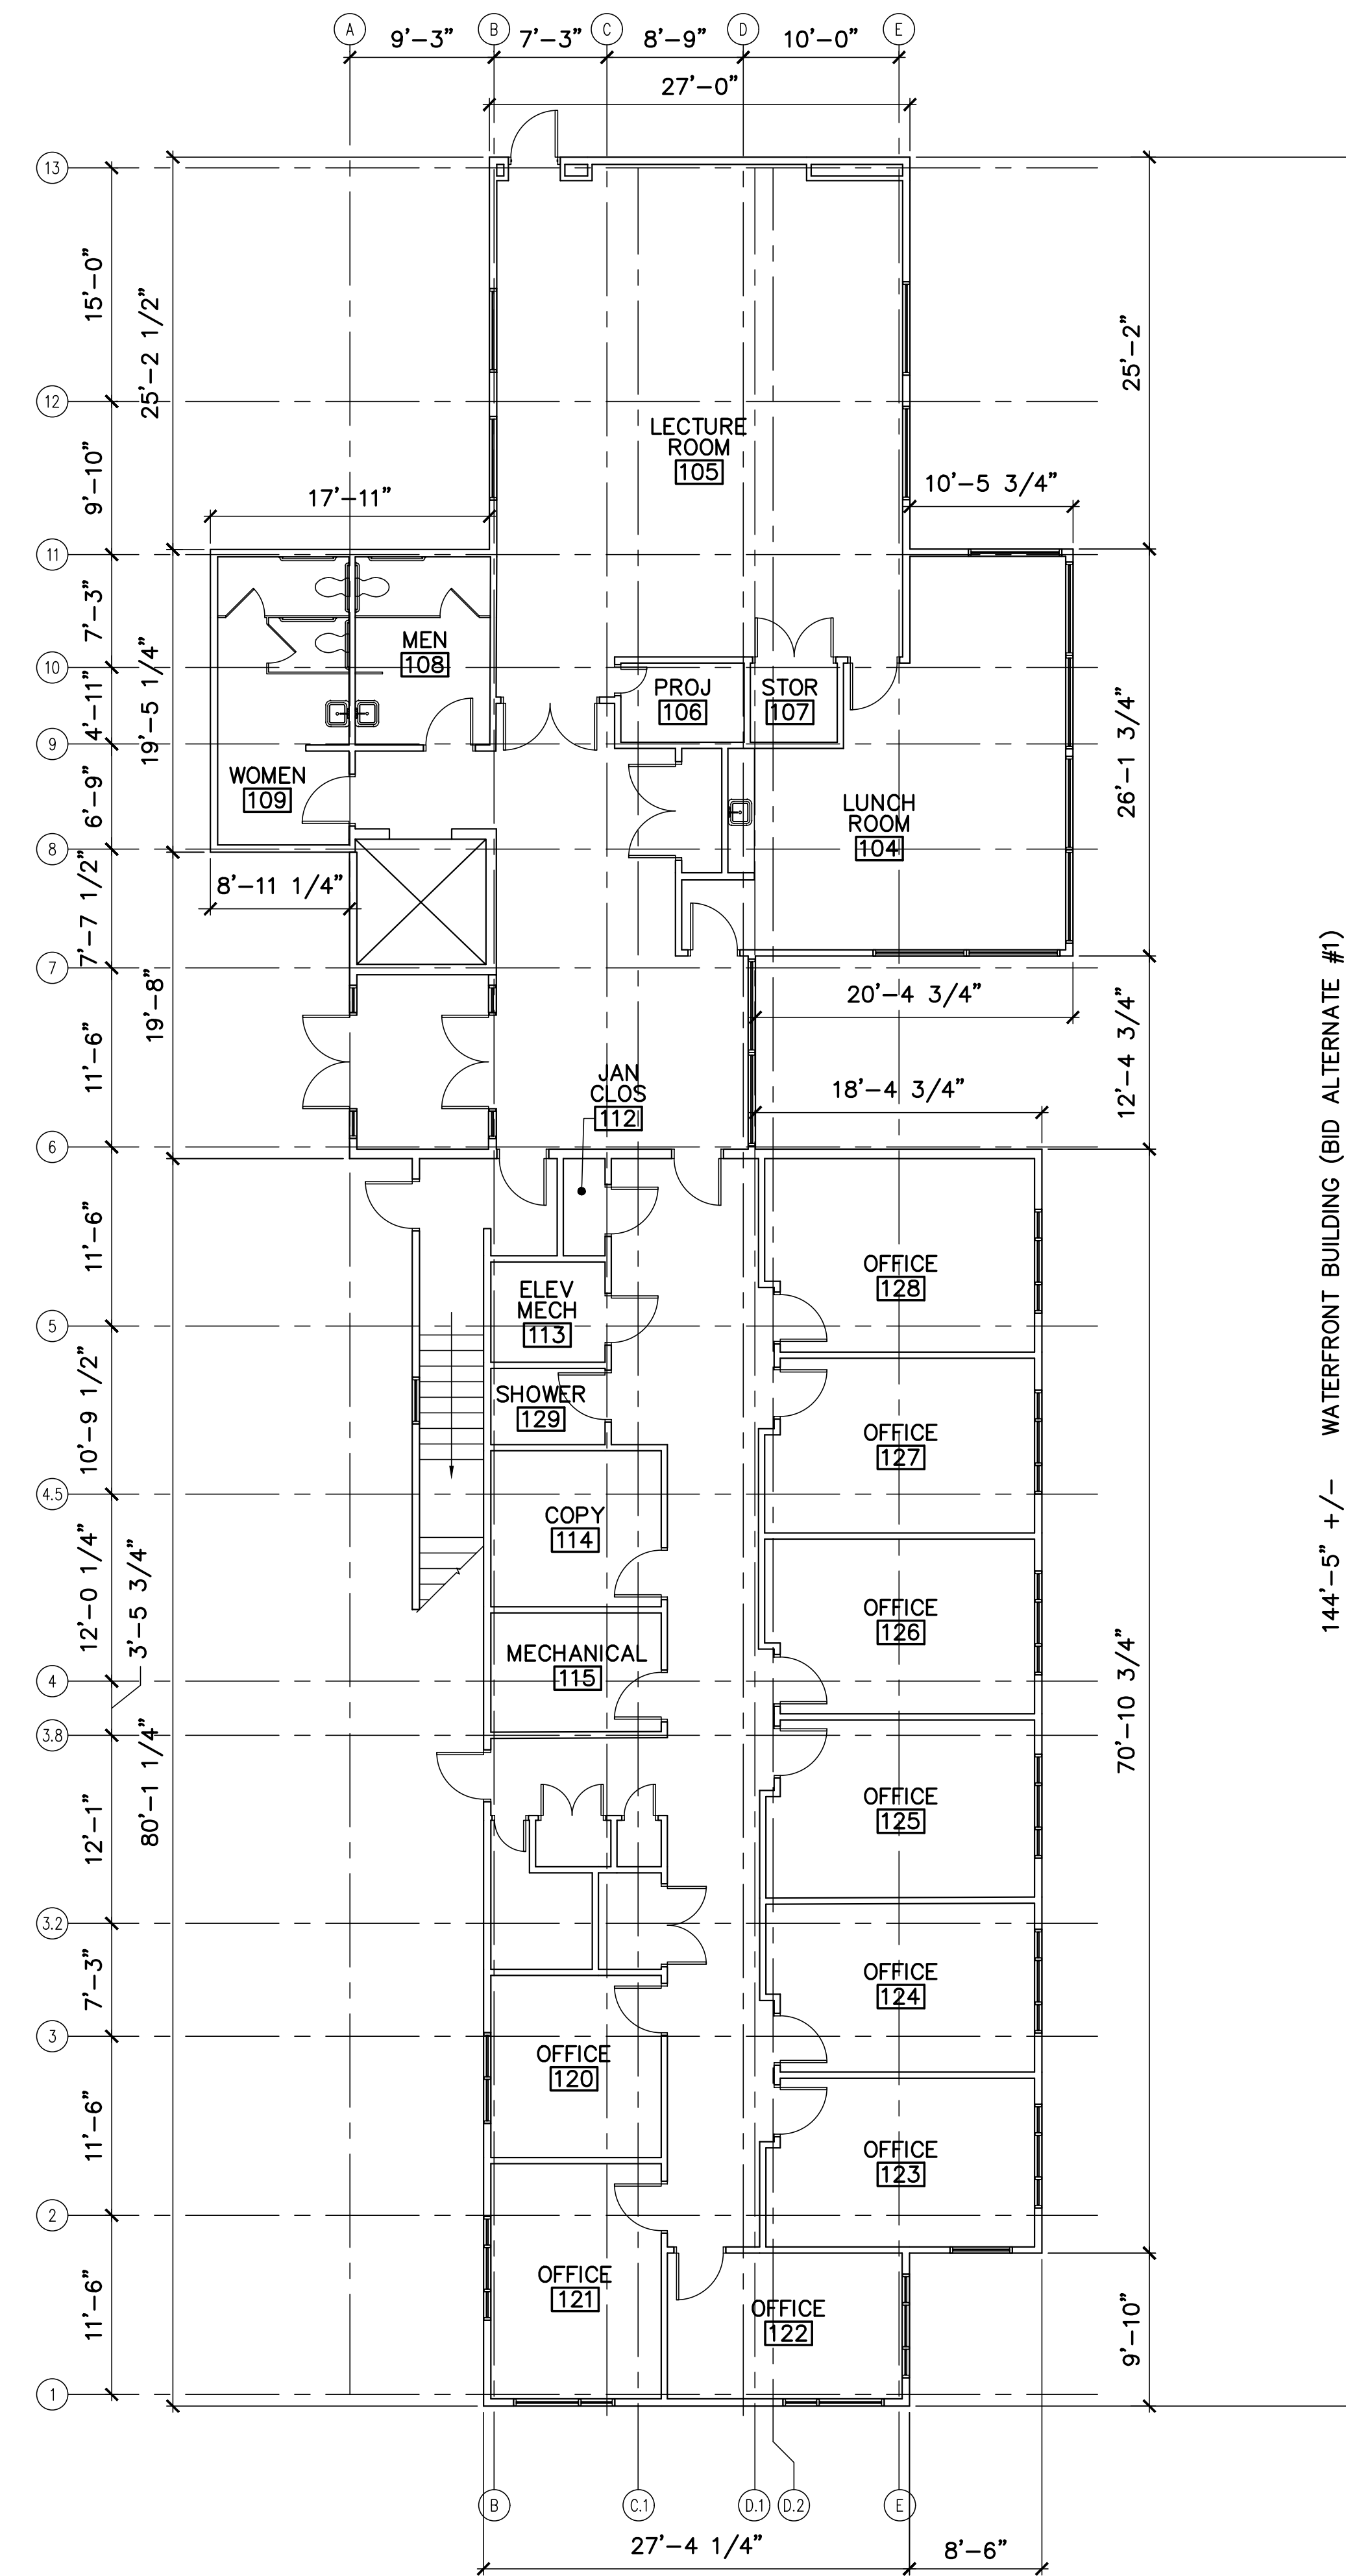 A B C D E
9'-3" 7'-3" 8'-9" 10'-0"
27'-0"
13
15'-0"
25'-2 1/2"
25'-2"
12
LECTURE
ROOM
105
9'-10"
17'-11"
10'-5 3/4"
11
7'-3"
19'-5 1/4"
MEN
108
10
PROJ
106
STOR
107
4'-11"
9
WOMEN
109
6'-9"
LUNCH
ROOM
104
26'-1 3/4"
8
8'-11 1/4"
7'-7 1/2"
7
19'-8"
20'-4 3/4"
11'-6"
12'-4 3/4"
JAN
CLOS
112
18'-4 3/4"
6
11'-6"
ELEV
MECH
113
OFFICE
128
5
10'-9 1/2"
SHOWER
129
OFFICE
127
4.5
COPY
114
12'-0 1/4"
3'-5 3/4"
OFFICE
126
MECHANICAL
115
4
70'-10 3/4"
3.8
12'-1"
80'-1 1/4"
OFFICE
125
3.2
7'-3"
OFFICE
124
3
OFFICE
120
11'-6"
OFFICE
123
2
11'-6"
OFFICE
121
OFFICE
122
9'-10"
1
B C.1 D.1 D.2 E
27'-4 1/4" 8'-6"
144'-5" +/- WATERFRONT BUILDING (BID ALTERNATE #1)